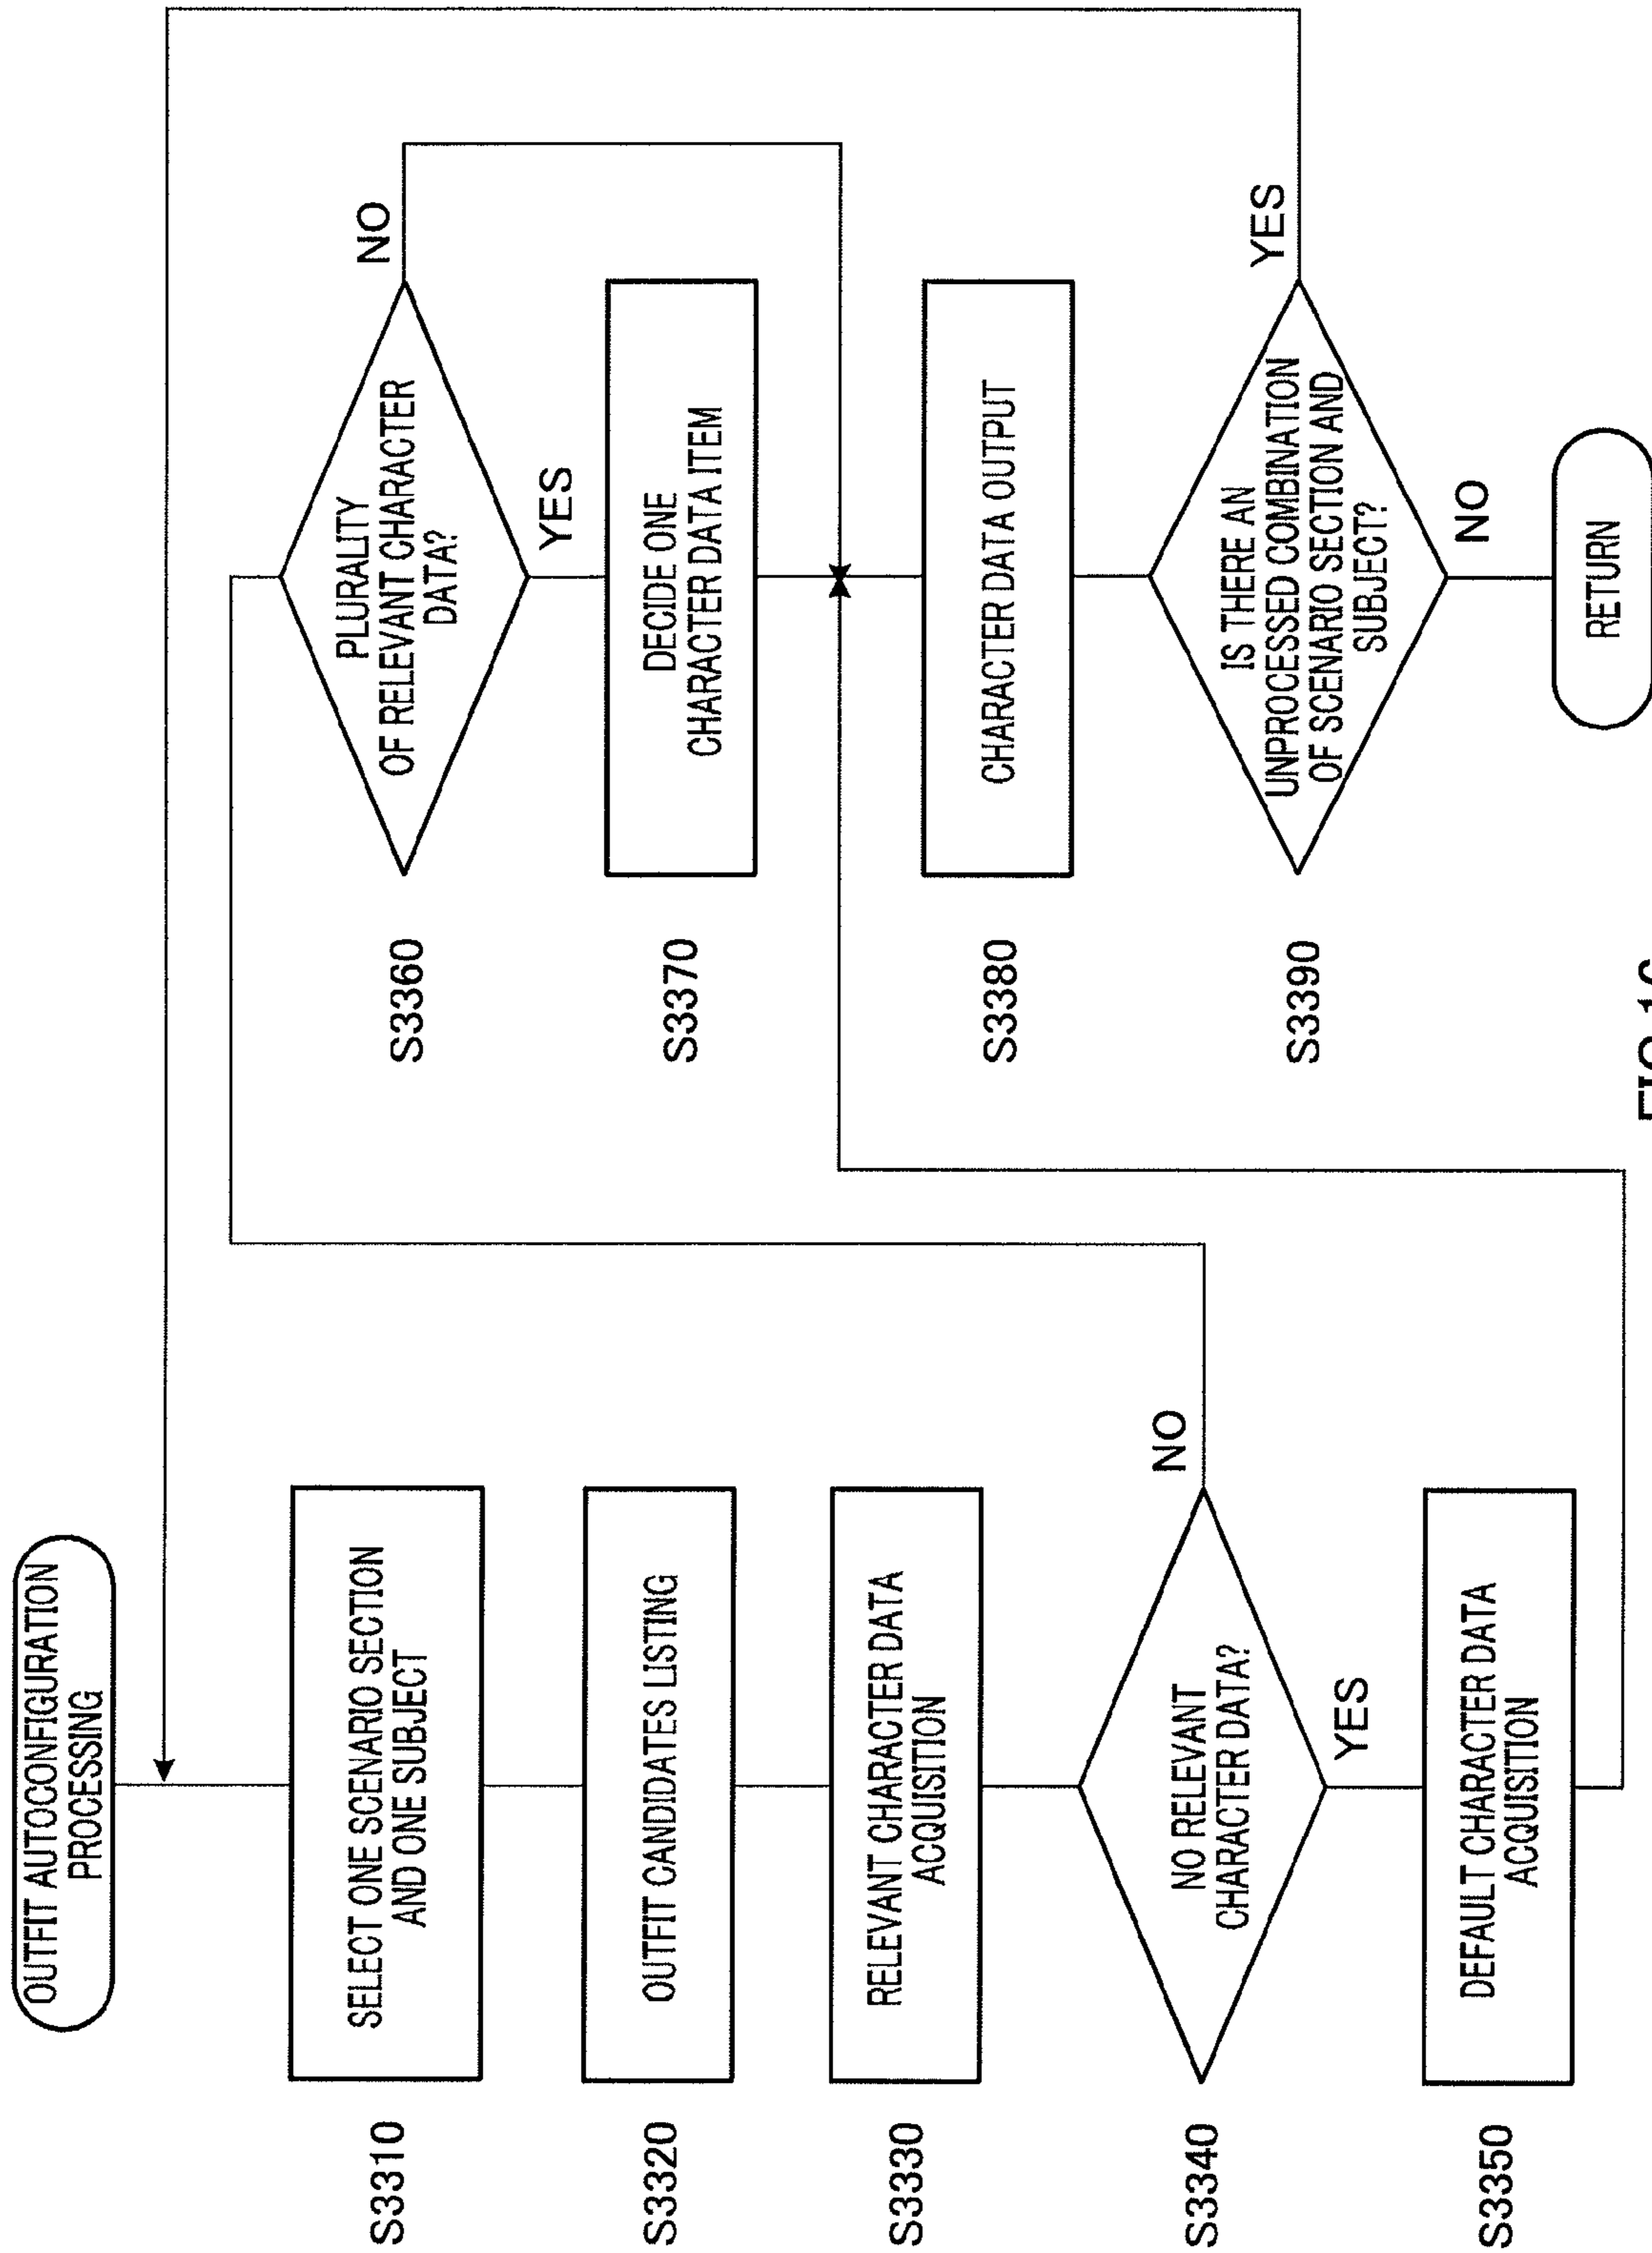 OUTFIT AUTOCONFIGURATION
PROCESSING
S3310
SELECT ONE SCENARIO SECTION
AND ONE SUBJECT
S3320
OUTFIT CANDIDATES LISTING
S3330
RELEVANT CHARACTER DATA
ACQUISITION
S3340
NO RELEVANT
CHARACTER DATA?
NO
YES
S3350
DEFAULT CHARACTER DATA
ACQUISITION
S3360
PLURALITY
OF RELEVANT CHARACTER
DATA?
NO
YES
S3370
DECIDE ONE
CHARACTER DATA ITEM
S3380
CHARACTER DATA OUTPUT
S3390
IS THERE AN
UNPROCESSED COMBINATION
OF SCENARIO SECTION AND
SUBJECT?
YES
NO
RETURN